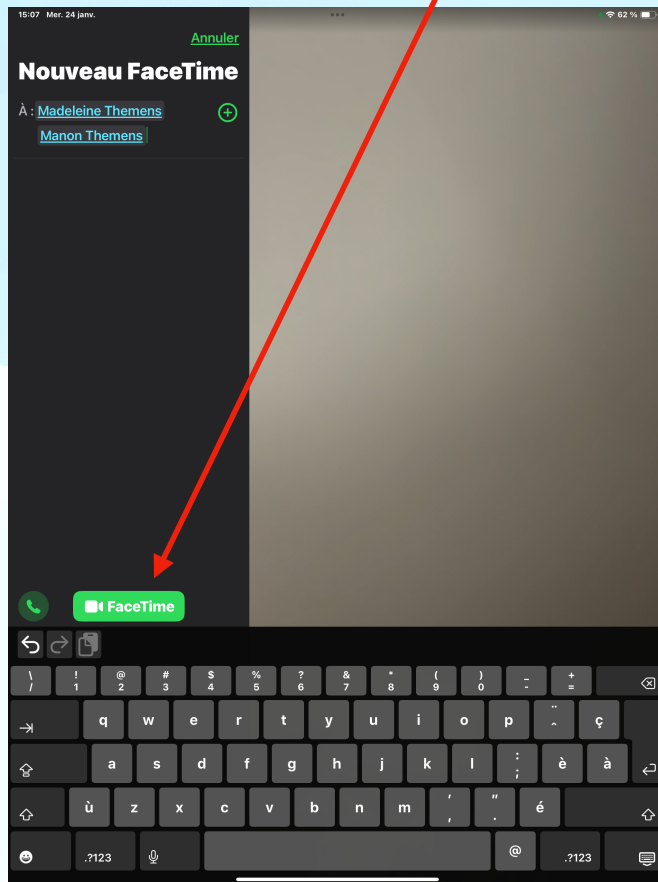 15:07 Mer. 24 janv.
62 %
Annuler
Nouveau FaceTime
À : Madeleine Themens
Manon Themens
FaceTime
\ ! @ # $ % ? & * ( ) _ +
/ 1 2 3 4 5 6 7 8 9 0 - =
q w e r t y u i o p ¨ ^ ç
a s d f g h j k l : ; è à
ù z x c v b n m ' , " . é
.?123 @ .?123